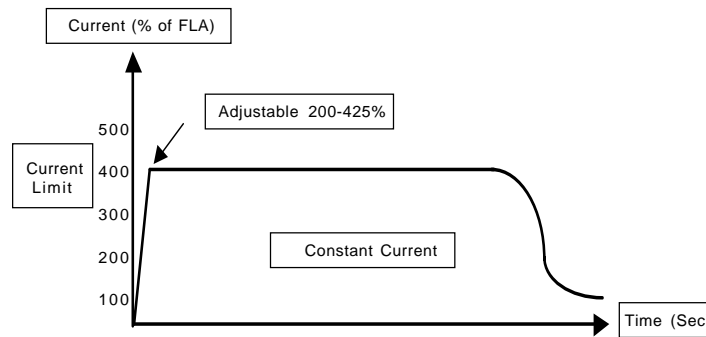 Current (% of FLA)
Adjustable 200-425%
500
Current
Limit
400
300
200
100
Constant Current
Time (Sec